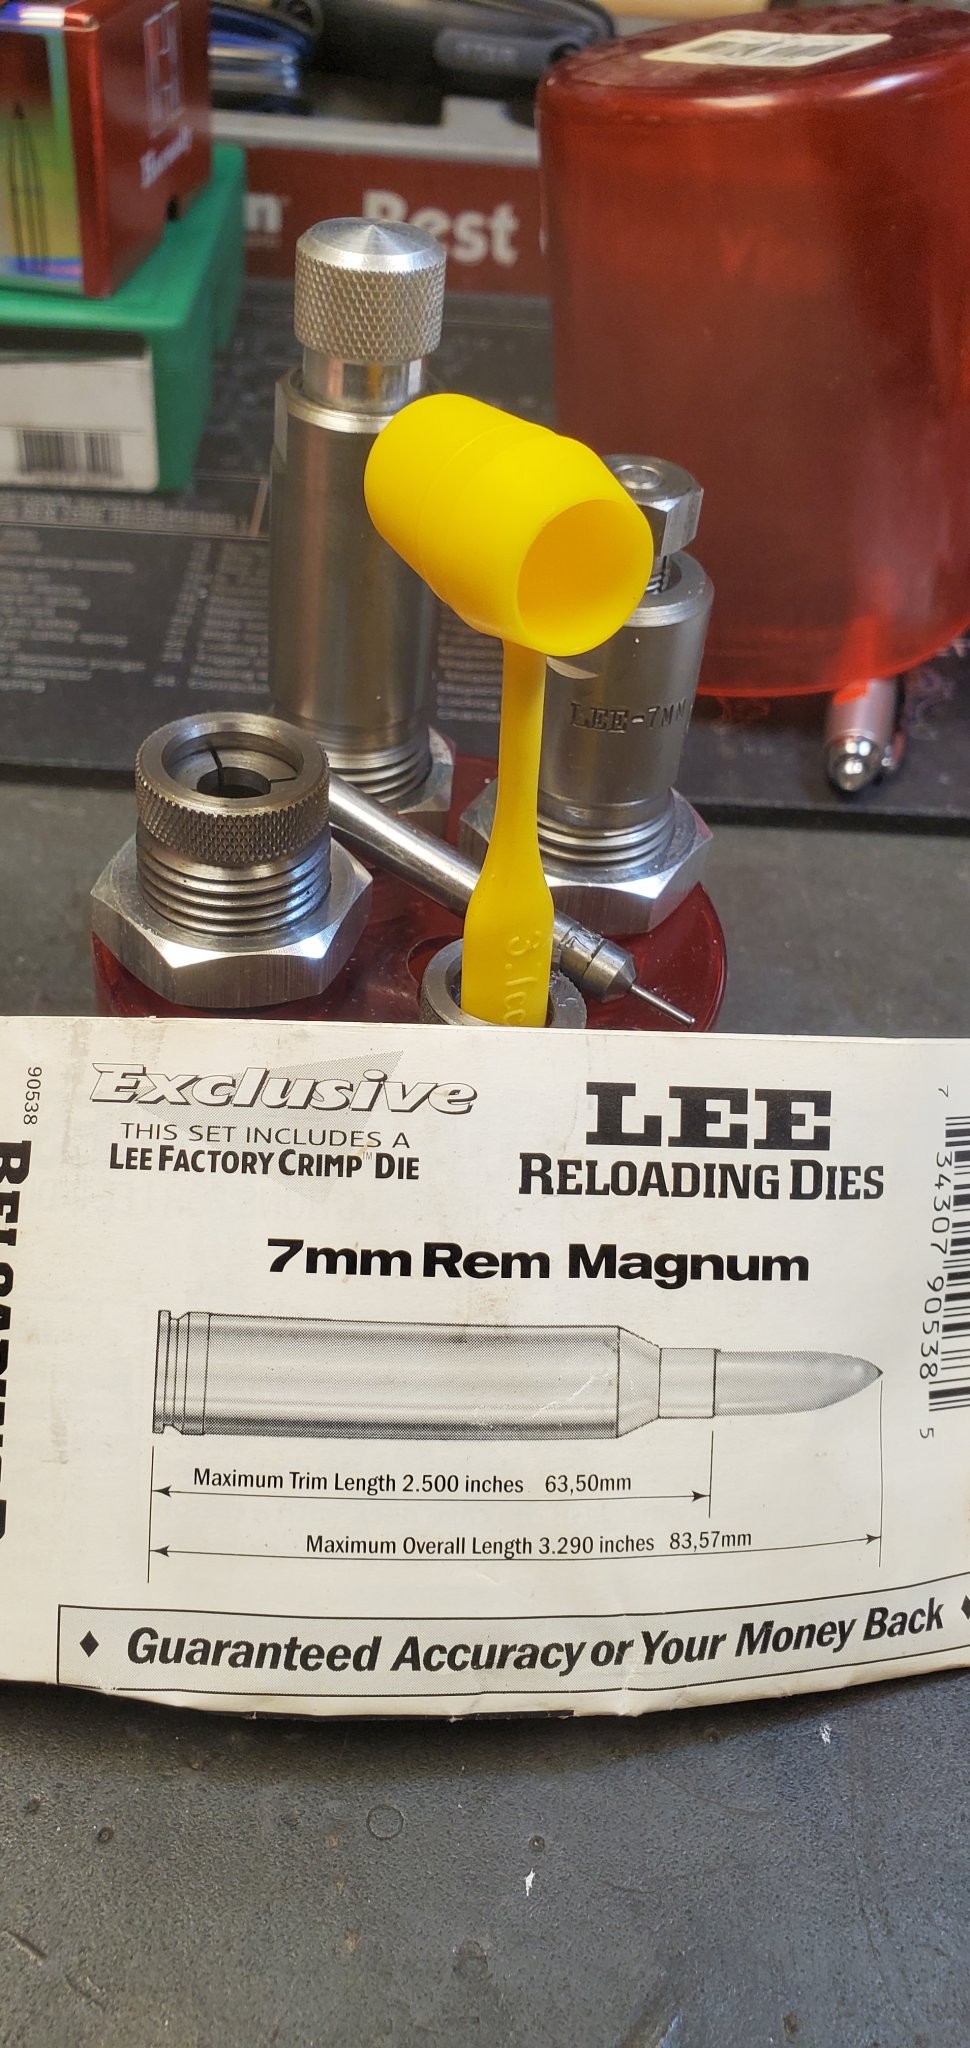 Hornady
Best
LEE-7MM
3.1cc
90538
Exclusive
THIS SET INCLUDES A
LEE FACTORY CRIMP™ DIE
LEE
RELOADING DIES
7mm Rem Magnum
7 34307 90538 5
Maximum Trim Length 2.500 inches 63,50mm
Maximum Overall Length 3.290 inches 83,57mm
♦ Guaranteed Accuracy or Your Money Back ♦